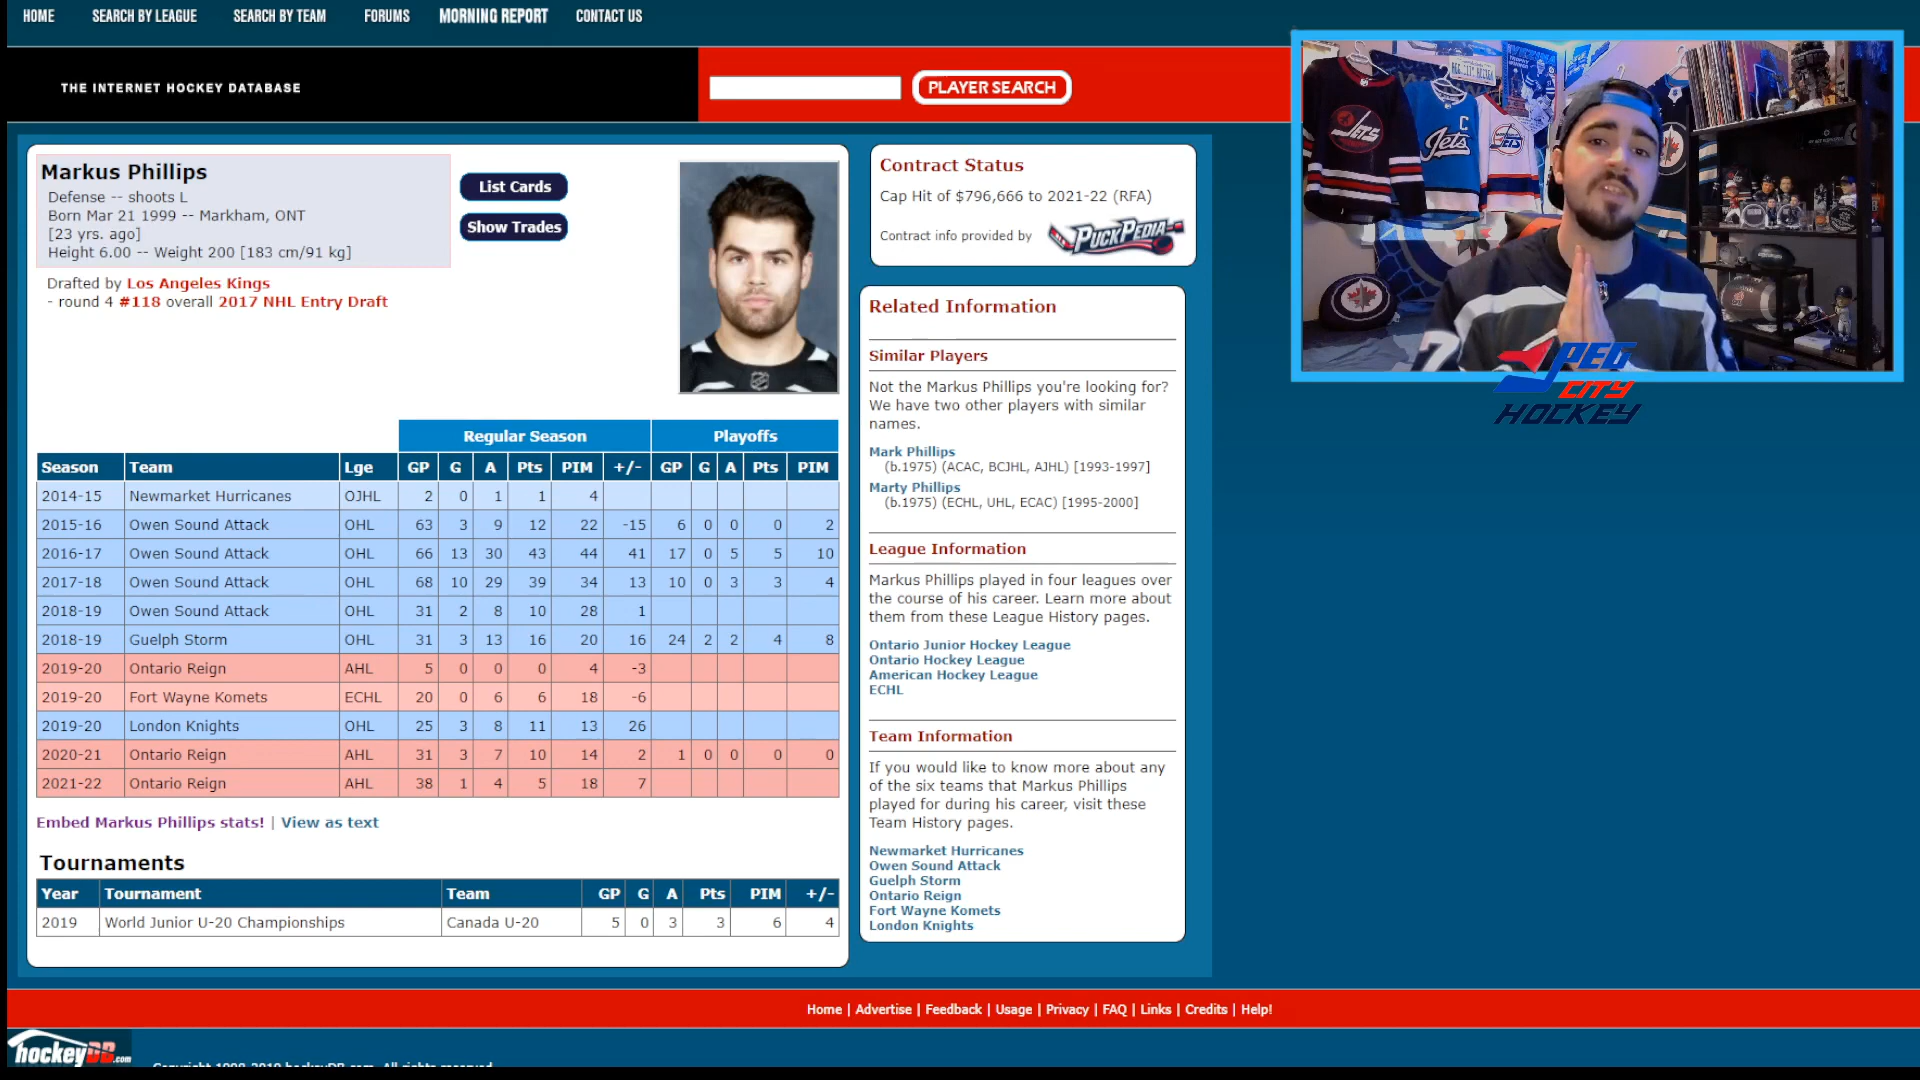 HOME SEARCH BY LEAGUE SEARCH BY TEAM FORUMS MORNING REPORT CONTACT US
THE INTERNET HOCKEY DATABASE
PLAYER SEARCH
Markus Phillips
Defense -- shoots L
Born Mar 21 1999 -- Markham, ONT
[23 yrs. ago]
Height 6.00 -- Weight 200 [183 cm/91 kg]
Drafted by Los Angeles Kings
- round 4 #118 overall 2017 NHL Entry Draft
List Cards
Show Trades
Regular Season Playoffs
Season Team Lge GP G A Pts PIM +/- GP G A Pts PIM
2014-15 Newmarket Hurricanes OJHL 2 0 1 1 4
2015-16 Owen Sound Attack OHL 63 3 9 12 22 -15 6 0 0 0 2
2016-17 Owen Sound Attack OHL 66 13 30 43 44 41 17 0 5 5 10
2017-18 Owen Sound Attack OHL 68 10 29 39 34 13 10 0 3 3 4
2018-19 Owen Sound Attack OHL 31 2 8 10 28 1
2018-19 Guelph Storm OHL 31 3 13 16 20 16 24 2 2 4 8
2019-20 Ontario Reign AHL 5 0 0 0 4 -3
2019-20 Fort Wayne Komets ECHL 20 0 6 6 18 -6
2019-20 London Knights OHL 25 3 8 11 13 26
2020-21 Ontario Reign AHL 31 3 7 10 14 2 1 0 0 0 0
2021-22 Ontario Reign AHL 38 1 4 5 18 7
Embed Markus Phillips stats! | View as text
Tournaments
Year Tournament Team GP G A Pts PIM +/-
2019 World Junior U-20 Championships Canada U-20 5 0 3 3 6 4
Contract Status
Cap Hit of $796,666 to 2021-22 (RFA)
Contract info provided by PUCKPEDIA
Related Information
Similar Players
Not the Markus Phillips you're looking for?
We have two other players with similar
names.
Mark Phillips
(b.1975) (ACAC, BCJHL, AJHL) [1993-1997]
Marty Phillips
(b.1975) (ECHL, UHL, ECAC) [1995-2000]
League Information
Markus Phillips played in four leagues over
the course of his career. Learn more about
them from these League History pages.
Ontario Junior Hockey League
Ontario Hockey League
American Hockey League
ECHL
Team Information
If you would like to know more about any
of the six teams that Markus Phillips
played for during his career, visit these
Team History pages.
Newmarket Hurricanes
Owen Sound Attack
Guelph Storm
Ontario Reign
Fort Wayne Komets
London Knights
JETS
Jets
C
JETS
PEG
CITY
HOCKEY
Home | Advertise | Feedback | Usage | Privacy | FAQ | Links | Credits | Help!
hockeyDB.com